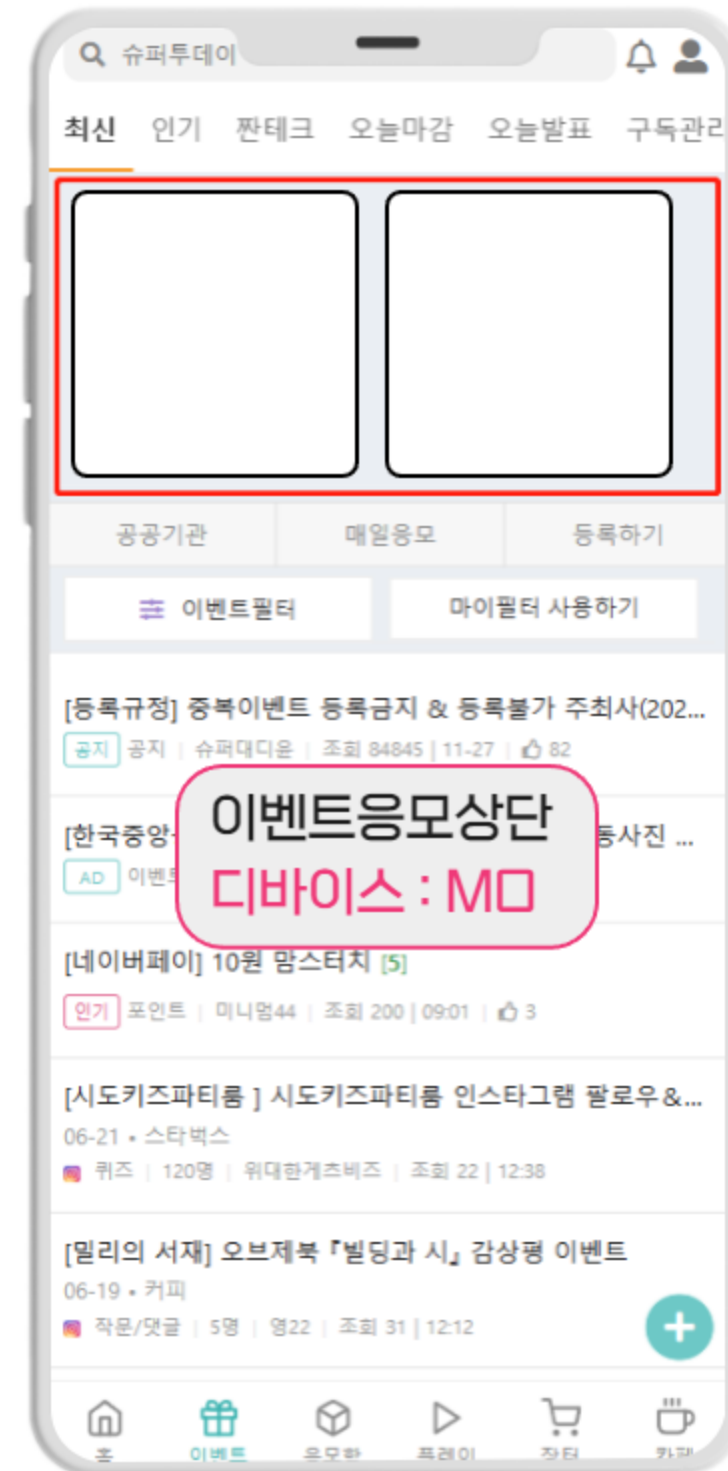 슈퍼투데이
최신 인기 짠테크 오늘마감 오늘발표 구독관리
공공기관 매일응모 등록하기
이벤트필터 마이필터 사용하기
[등록규정] 중복이벤트 등록금지 & 등록불가 주최사(202...
공지 공지 | 슈퍼대디윤 | 조회 84845 | 11-27 | 82
이벤트응모상단
디바이스 : MO
[한국중앙 동사진 ...
AD 이벤트
[네이버페이] 10원 맘스터치 [5]
인기 포인트 | 미니멈44 | 조회 200 | 09:01 | 3
[시도키즈파티룸 ] 시도키즈파티룸 인스타그램 팔로우&...
06-21 • 스타벅스
퀴즈 | 120명 | 위대한게츠비즈 | 조회 22 | 12:38
[밀리의 서재] 오브제북 『빌딩과 시』 감상평 이벤트
06-19 • 커피
작문/댓글 | 5명 | 영22 | 조회 31 | 12:12
홈 이벤트 응모함 플레이 장터 카페